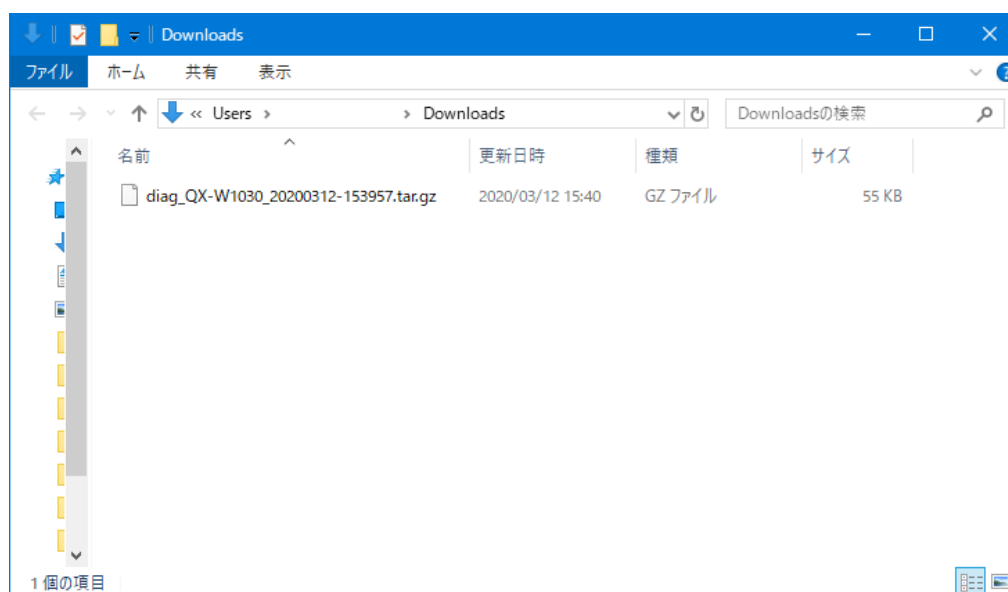 Downloads
ファイル ホーム 共有 表示
« Users › › Downloads Downloadsの検索
名前 更新日時 種類 サイズ
diag_QX-W1030_20200312-153957.tar.gz 2020/03/12 15:40 GZ ファイル 55 KB
1 個の項目